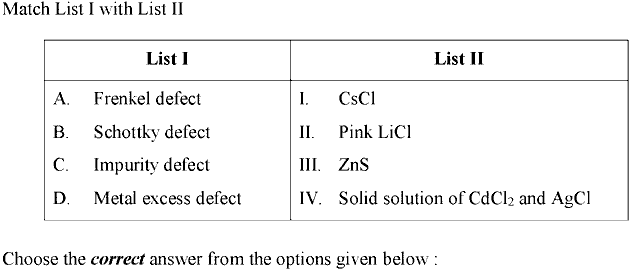 Match List I with List II
List I List II
A. Frenkel defect I. CsCl
B. Schottky defect II. Pink LiCl
C. Impurity defect III. ZnS
D. Metal excess defect IV. Solid solution of CdCl₂ and AgCl
Choose the correct answer from the options given below :